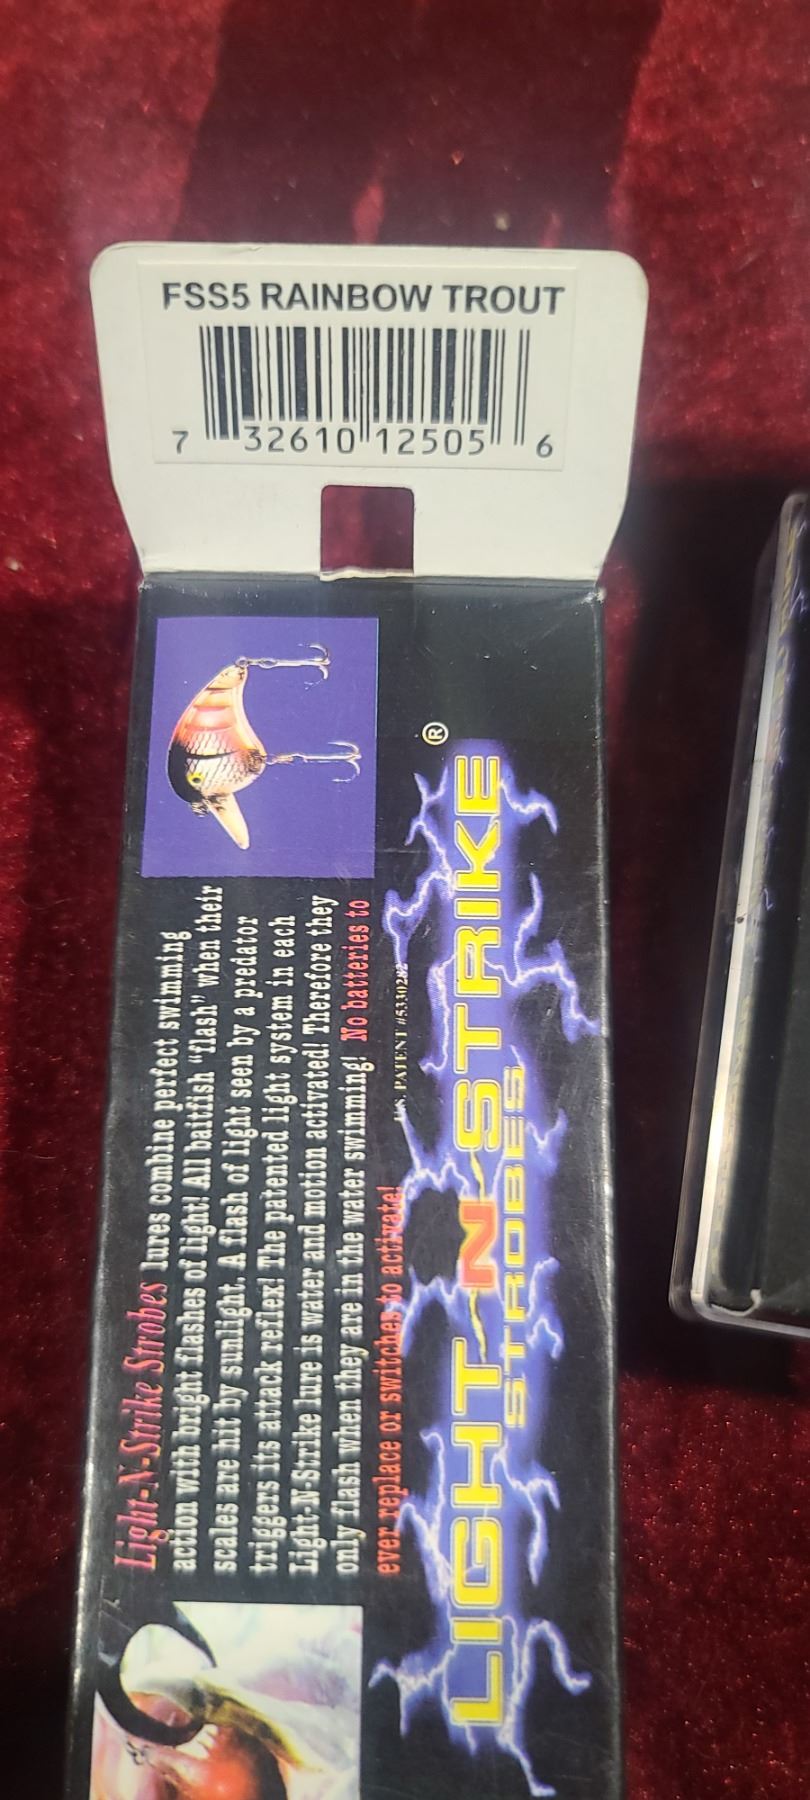 FSS5 RAINBOW TROUT
7 32610 12505 6
Light-N-Strike Strobes lures combine perfect swimming
action with bright flashes of light! All baitfish "flash" when their
scales are hit by sunlight. A flash of light seen by a predator
triggers its attack reflex! The patented light system in each
Light-N-Strike lure is water and motion activated! Therefore they
only flash when they are in the water swimming! No batteries to
ever replace or switches to activate!
U.S. PATENT #5330282
LIGHT N STRIKE ®
STROBES